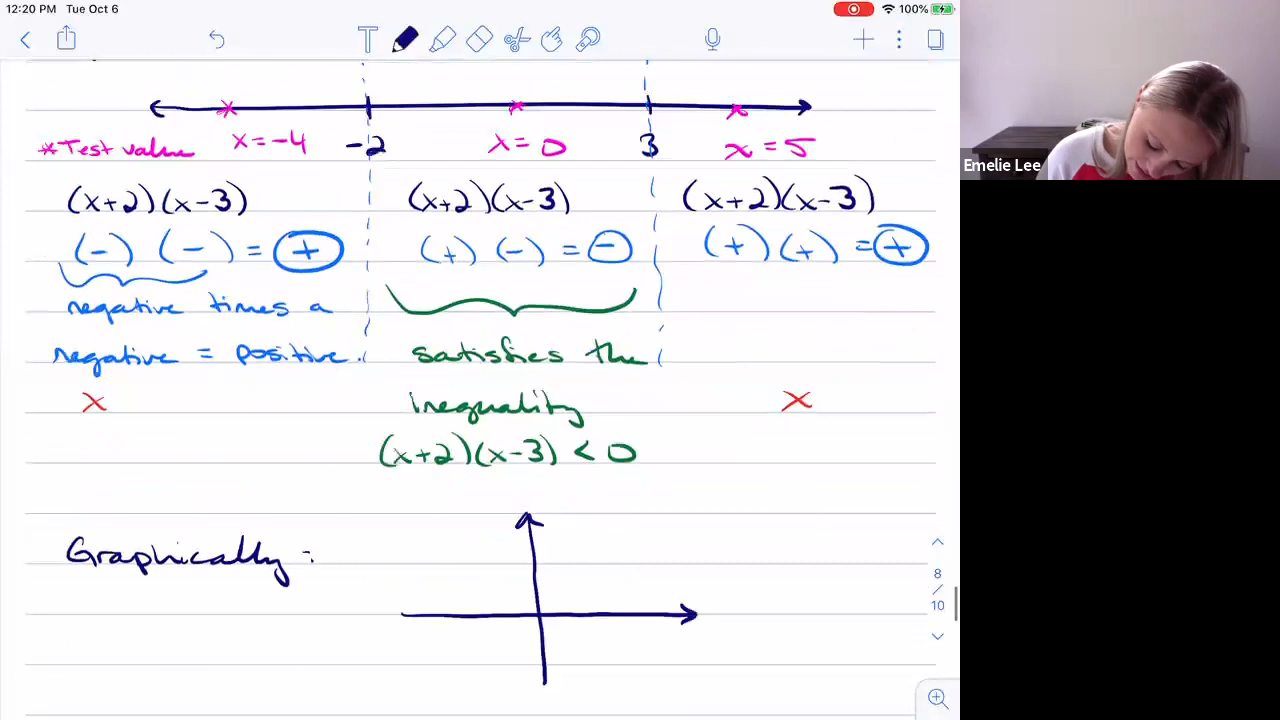 12:20 PM Tue Oct 6
100%
*Test value x=-4 -2 x=0 3 x=5
(x+2)(x-3) (x+2)(x-3) (x+2)(x-3)
(-) (-) = + (+) (-) = - (+) (+) = +
negative times a
negative = positive. satisfies the
x inequality x
(x+2)(x-3) < 0
Graphically:
8
/
10
Emelie Lee